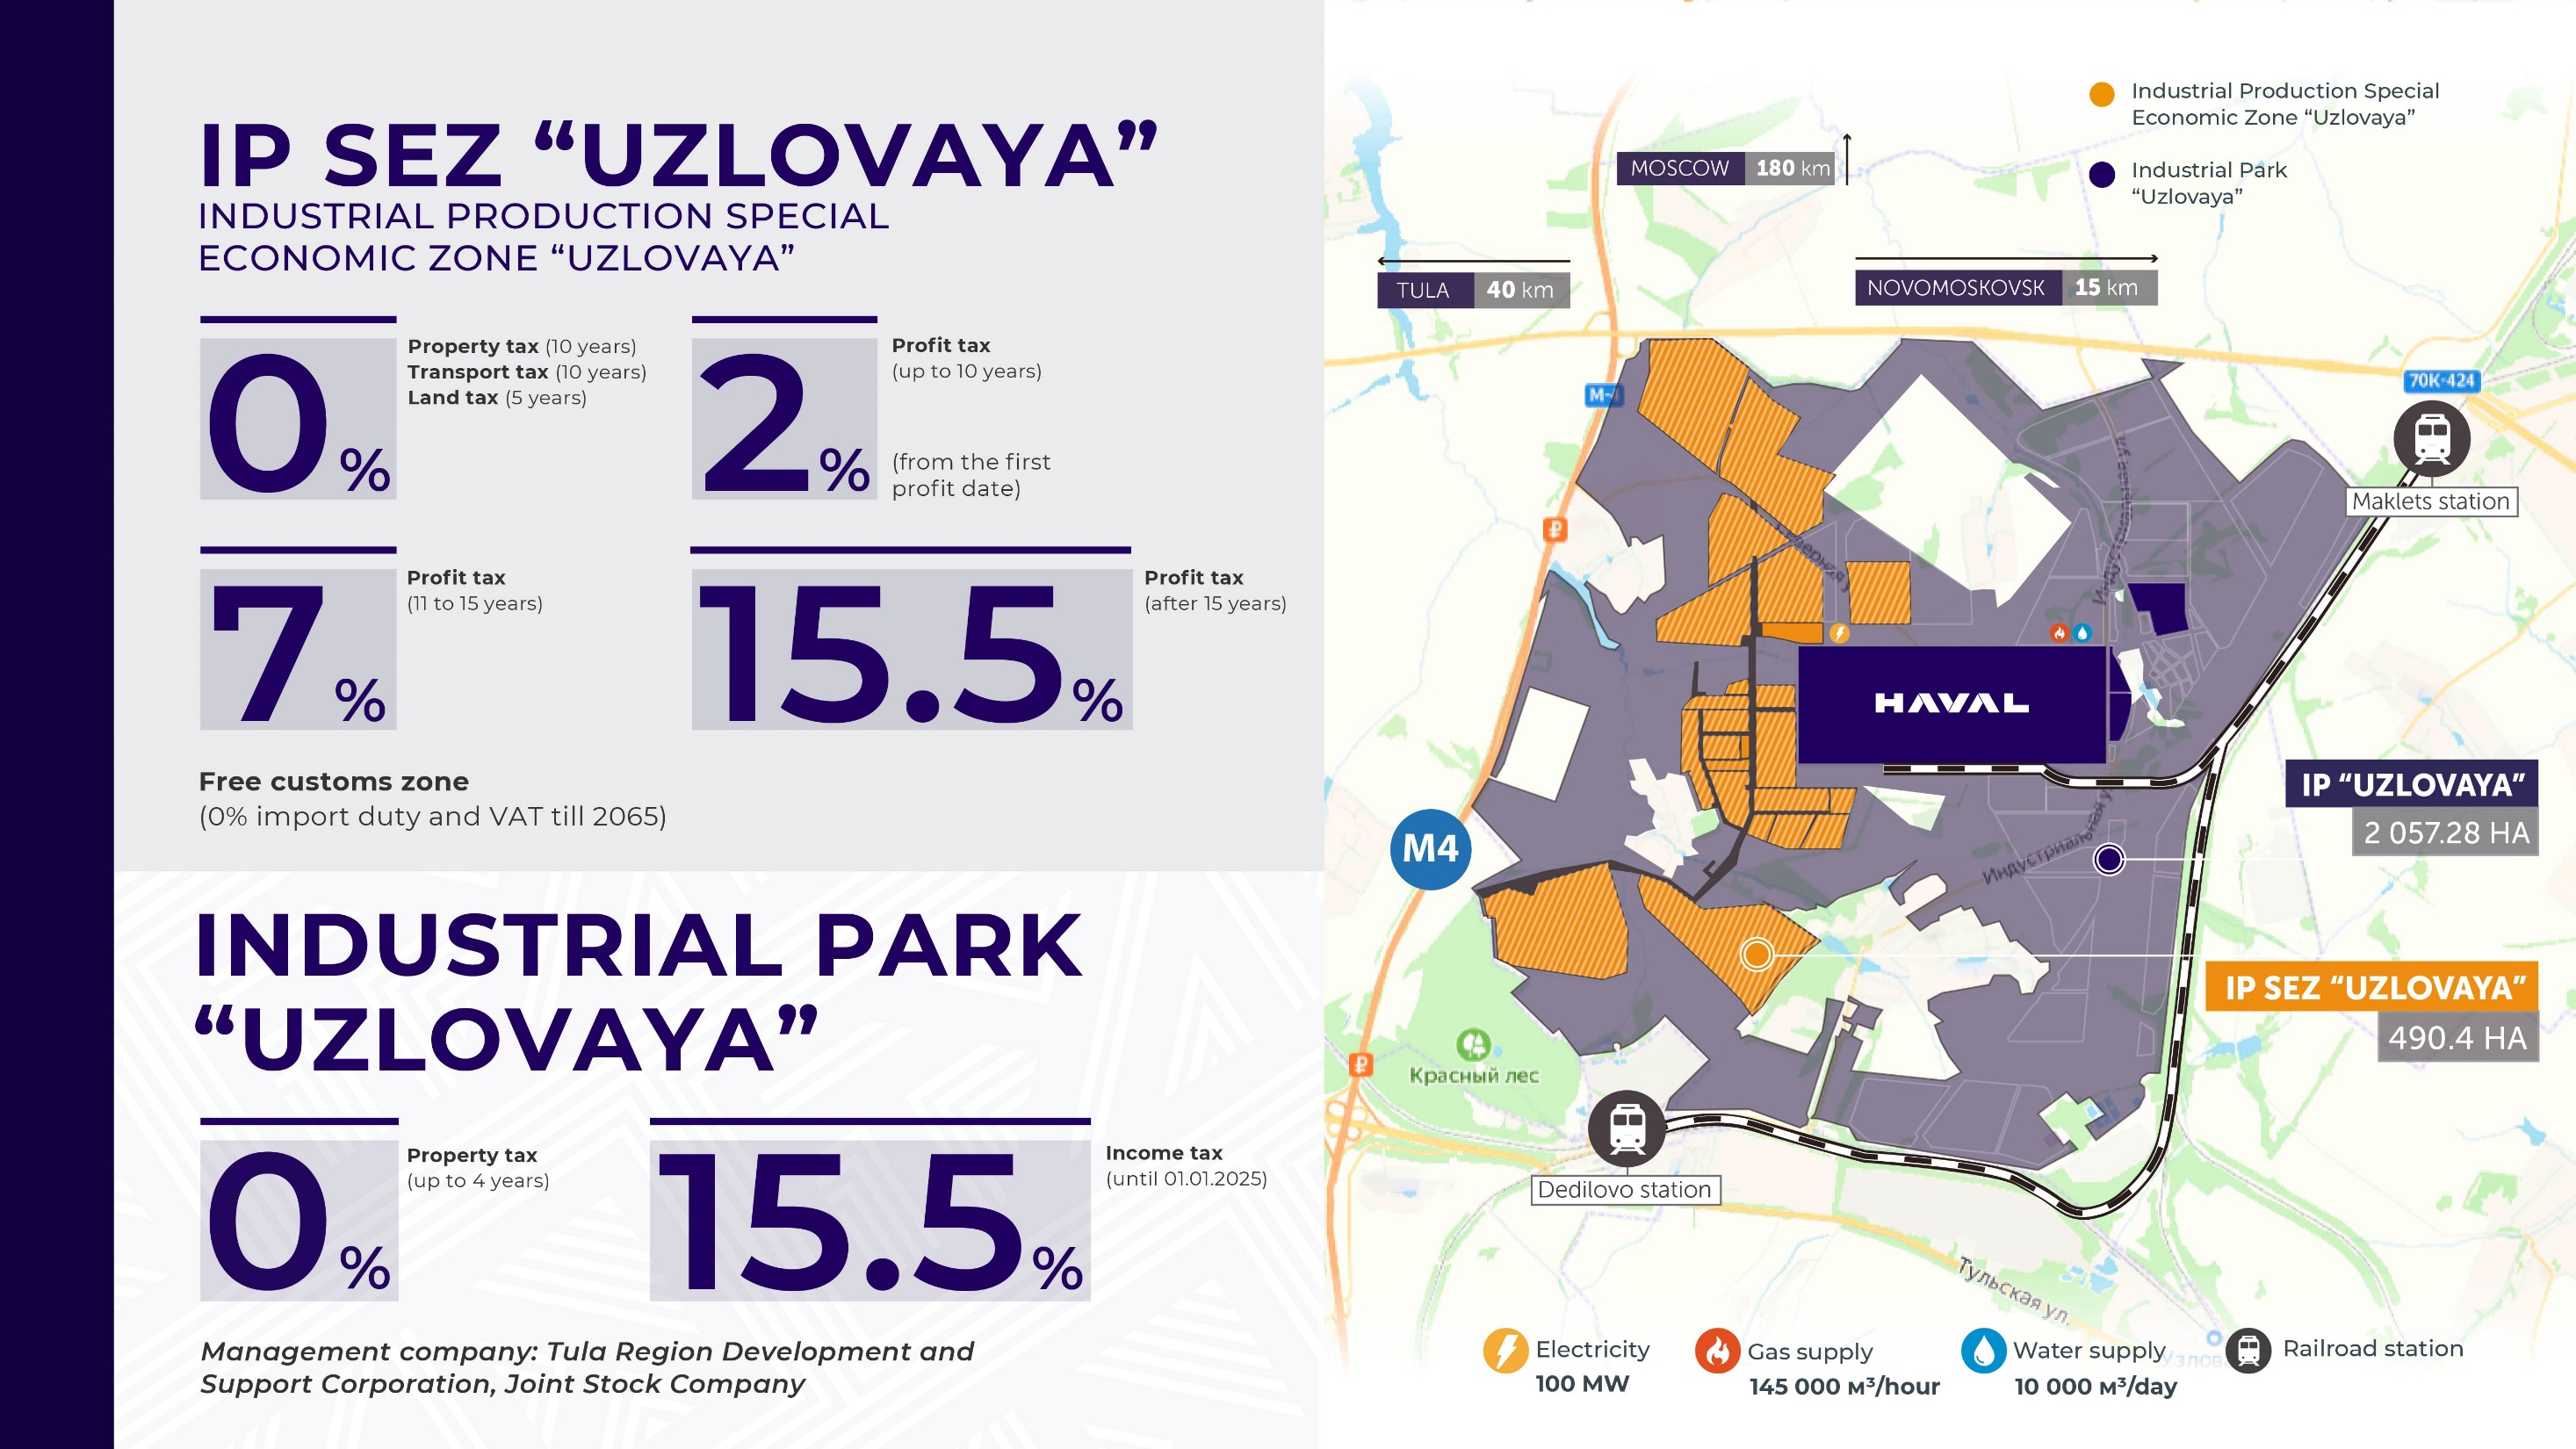 IP SEZ “UZLOVAYA”
INDUSTRIAL PRODUCTION SPECIAL
ECONOMIC ZONE “UZLOVAYA”
0%
Property tax (10 years)
Transport tax (10 years)
Land tax (5 years)
2%
Profit tax
(up to 10 years)
(from the first
profit date)
7%
Profit tax
(11 to 15 years)
15.5%
Profit tax
(after 15 years)
Free customs zone
(0% import duty and VAT till 2065)
INDUSTRIAL PARK
“UZLOVAYA”
0%
Property tax
(up to 4 years)
15.5%
Income tax
(until 01.01.2025)
Management company: Tula Region Development and
Support Corporation, Joint Stock Company
Industrial Production Special
Economic Zone “Uzlovaya”
Industrial Park
“Uzlovaya”
MOSCOW 180 km
TULA 40 km
NOVOMOSKOVSK 15 km
М-4
70К-424
Maklets station
₽
Индустриальная ул.
HAVAL
IP “UZLOVAYA”
2 057.28 HA
M4
Индустриальная у
IP SEZ “UZLOVAYA”
490.4 HA
₽
Красный лес
Dedilovo station
Тульская ул.
Electricity
100 MW
Gas supply
145 000 м³/hour
Water supply
10 000 м³/day
Railroad station